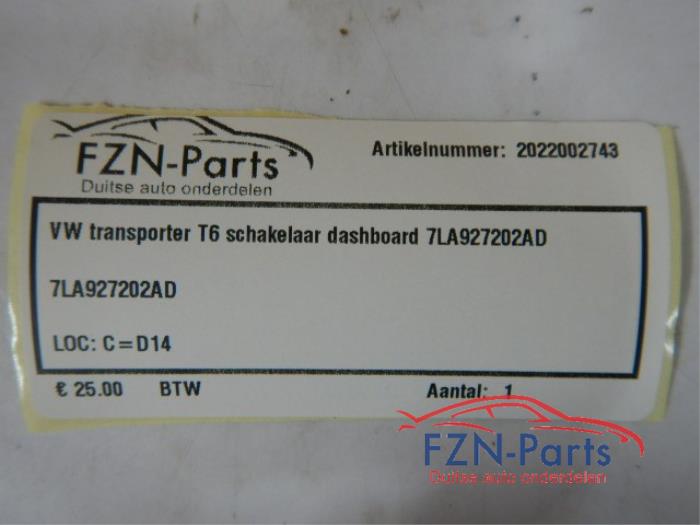 FZN-Parts
Duitse auto onderdelen
Artikelnummer: 2022002743
VW transporter T6 schakelaar dashboard 7LA927202AD
7LA927202AD
LOC: C=D14
€ 25.00 BTW Aantal: 1
FZN-Parts
Duitse auto onderdelen